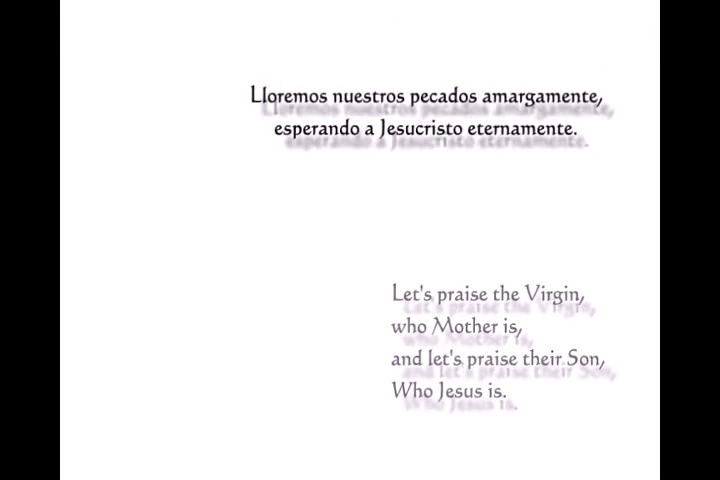 Lloremos nuestros pecados amargamente,
esperando a Jesucristo eternamente.
Let's praise the Virgin,
who Mother is,
and let's praise their Son,
Who Jesus is.